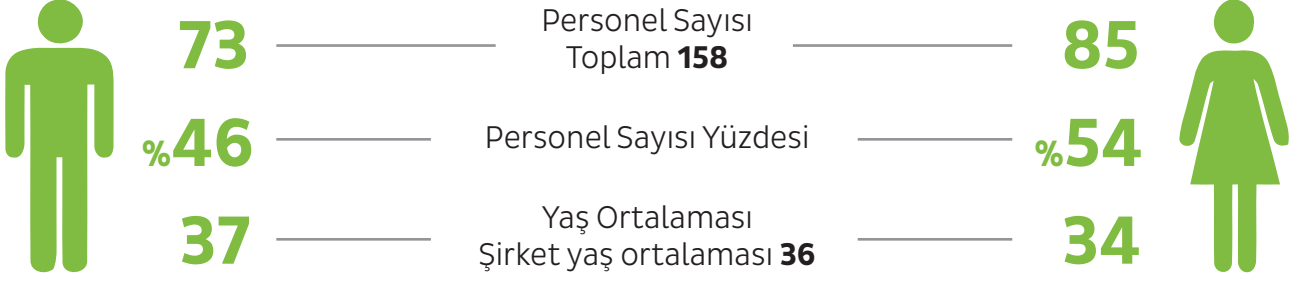 73 Personel Sayısı 85
Toplam 158
%46 Personel Sayısı Yüzdesi %54
37 Yaş Ortalaması 34
Şirket yaş ortalaması 36